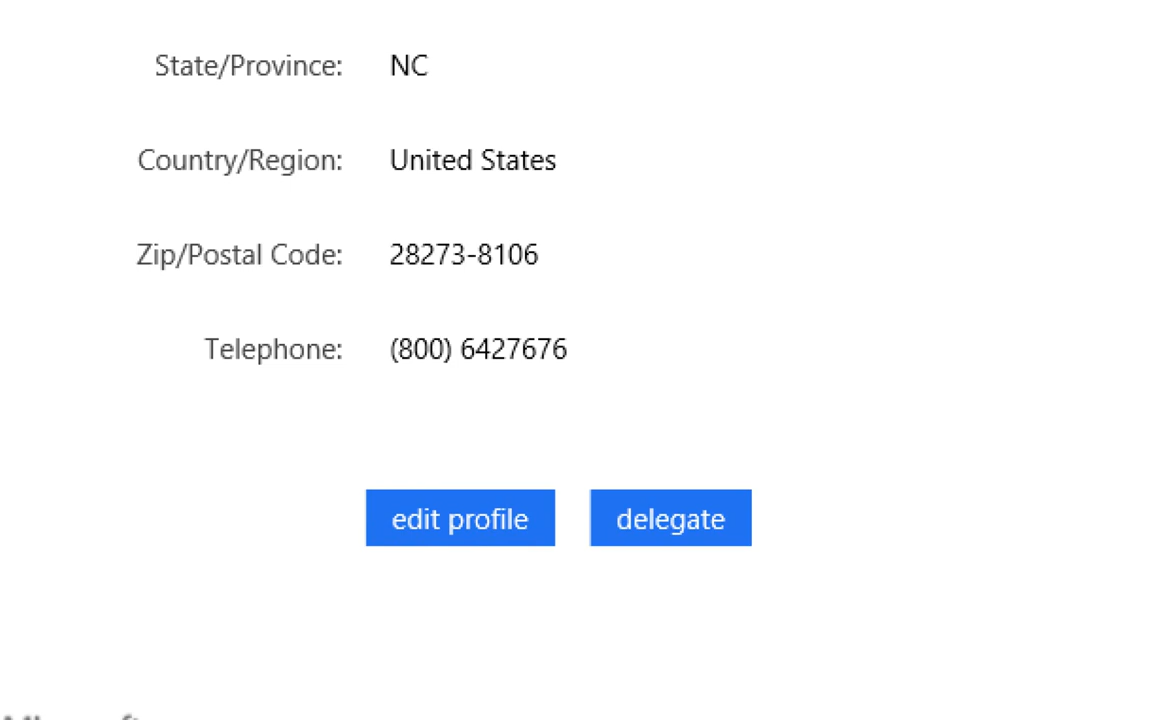 State/Province: NC
Country/Region: United States
Zip/Postal Code: 28273-8106
Telephone: (800) 6427676
edit profile delegate